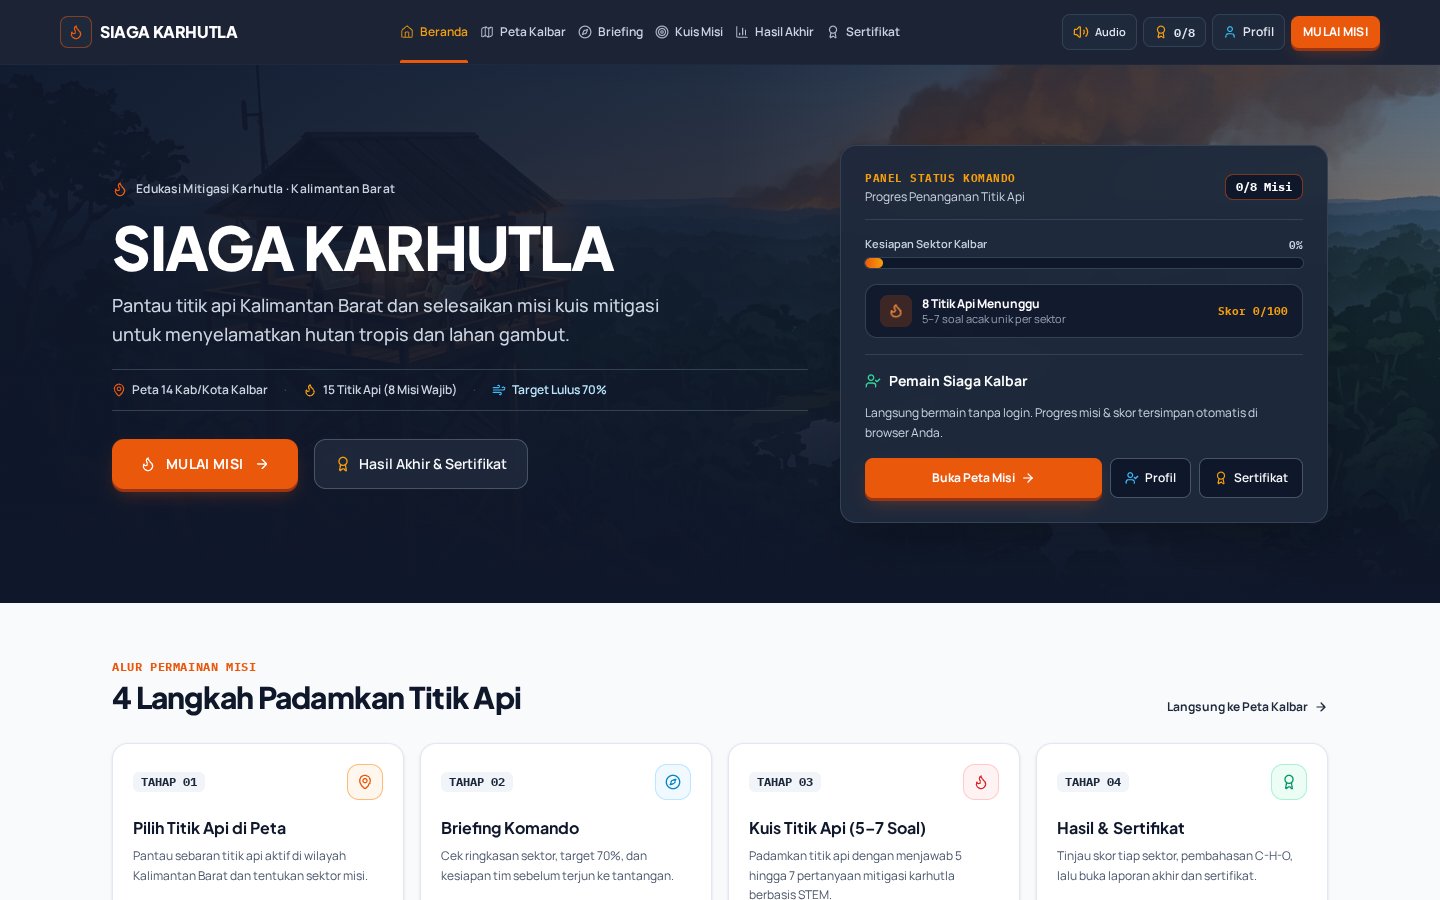 SIAGA KARHUTLA
Beranda
Peta Kalbar
Briefing
Kuis Misi
Hasil Akhir
Sertifikat
Audio
0/8
Profil
MULAI MISI
Edukasi Mitigasi Karhutla · Kalimantan Barat
SIAGA KARHUTLA
Pantau titik api Kalimantan Barat dan selesaikan misi kuis mitigasi
untuk menyelamatkan hutan tropis dan lahan gambut.
Peta 14 Kab/Kota Kalbar · 15 Titik Api (8 Misi Wajib) · Target Lulus 70%
MULAI MISI
Hasil Akhir & Sertifikat
PANEL STATUS KOMANDO
Progres Penanganan Titik Api
0/8 Misi
Kesiapan Sektor Kalbar
0%
8 Titik Api Menunggu
5–7 soal acak unik per sektor
Skor 0/100
Pemain Siaga Kalbar
Langsung bermain tanpa login. Progres misi & skor tersimpan otomatis di
browser Anda.
Buka Peta Misi
Profil
Sertifikat
ALUR PERMAINAN MISI
4 Langkah Padamkan Titik Api
Langsung ke Peta Kalbar
TAHAP 01
Pilih Titik Api di Peta
Pantau sebaran titik api aktif di wilayah
Kalimantan Barat dan tentukan sektor misi.
TAHAP 02
Briefing Komando
Cek ringkasan sektor, target 70%, dan
kesiapan tim sebelum terjun ke tantangan.
TAHAP 03
Kuis Titik Api (5–7 Soal)
Padamkan titik api dengan menjawab 5
hingga 7 pertanyaan mitigasi karhutla
berbasis STEM.
TAHAP 04
Hasil & Sertifikat
Tinjau skor tiap sektor, pembahasan C-H-O,
lalu buka laporan akhir dan sertifikat.